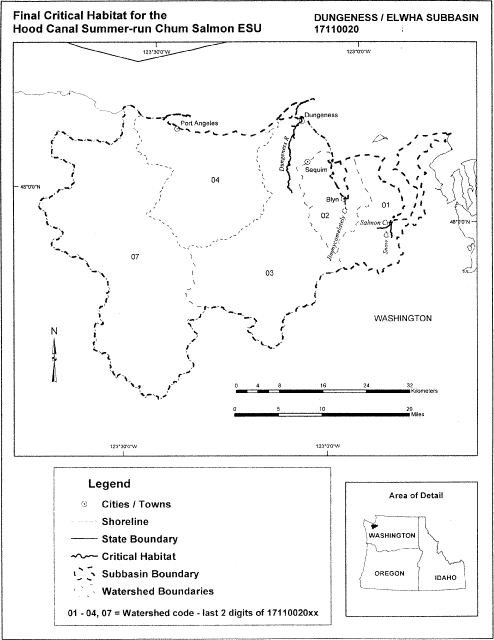 Final Critical Habitat for the
Hood Canal Summer-run Chum Salmon ESU
DUNGENESS / ELWHA SUBBASIN
17110020
123°30'0"W
123°0'0"W
Port Angeles
Dungeness
Dungeness R
Sequim
48°0'0"N
04
Blyn
01
02
Salmon Cr
48°0'0"N
Jimmycomelately Cr
Snow Cr
07
03
WASHINGTON
N
0 2 4 8 16 24 32
Kilometers
0 5 10 20
Miles
123°30'0"W
123°0'0"W
Legend
Cities / Towns
Shoreline
State Boundary
Critical Habitat
Subbasin Boundary
Watershed Boundaries
01 - 04, 07 = Watershed code - last 2 digits of 17110020xx
Area of Detail
WASHINGTON
OREGON
IDAHO